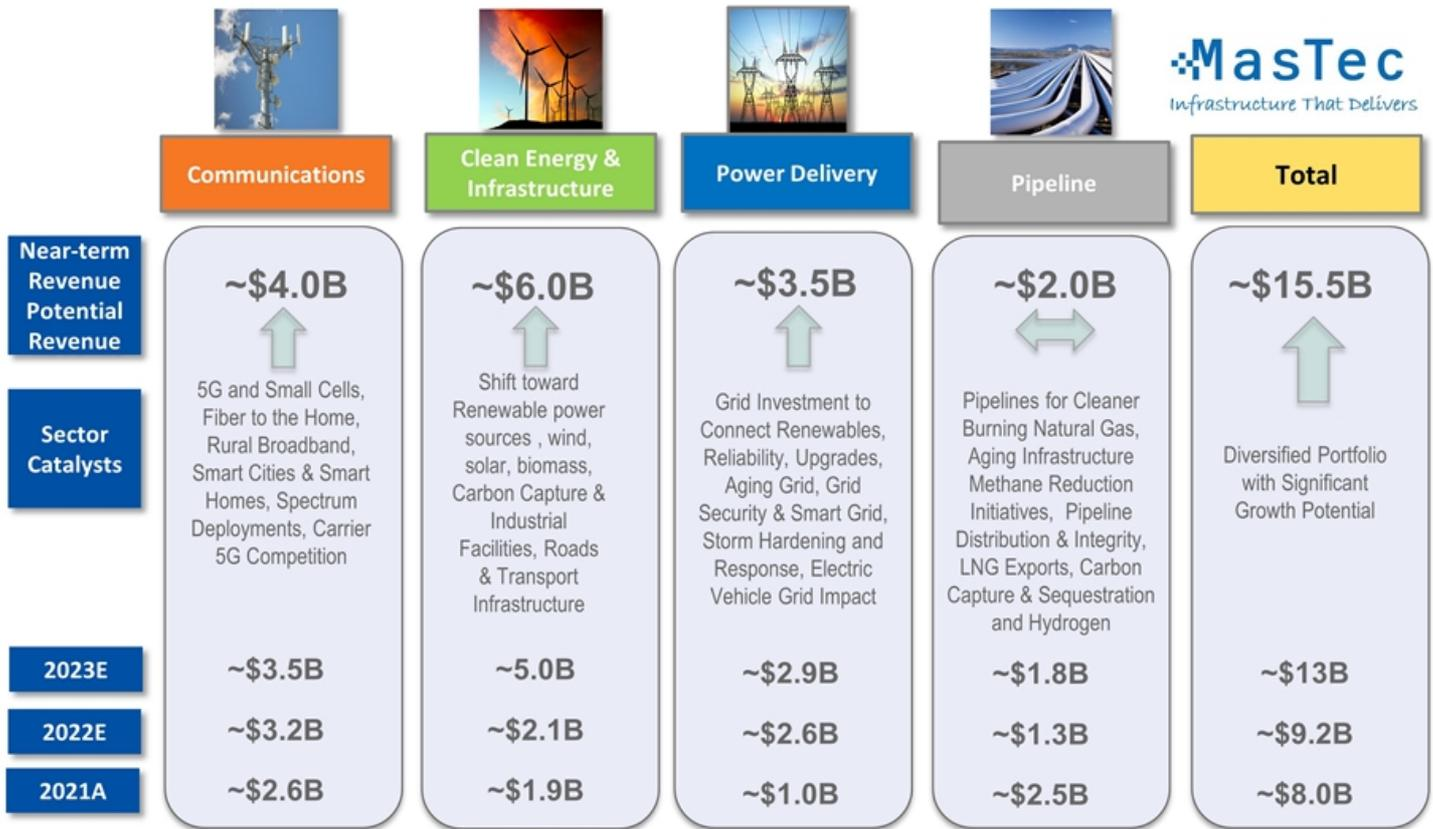 MasTec
Infrastructure That Delivers
Communications
Clean Energy &
Infrastructure
Power Delivery
Pipeline
Total
Near-term
Revenue
Potential
Revenue
~$4.0B
~$6.0B
~$3.5B
~$2.0B
~$15.5B
Sector
Catalysts
5G and Small Cells,
Fiber to the Home,
Rural Broadband,
Smart Cities & Smart
Homes, Spectrum
Deployments, Carrier
5G Competition
Shift toward
Renewable power
sources , wind,
solar, biomass,
Carbon Capture &
Industrial
Facilities, Roads
& Transport
Infrastructure
Grid Investment to
Connect Renewables,
Reliability, Upgrades,
Aging Grid, Grid
Security & Smart Grid,
Storm Hardening and
Response, Electric
Vehicle Grid Impact
Pipelines for Cleaner
Burning Natural Gas,
Aging Infrastructure
Methane Reduction
Initiatives, Pipeline
Distribution & Integrity,
LNG Exports, Carbon
Capture & Sequestration
and Hydrogen
Diversified Portfolio
with Significant
Growth Potential
2023E
~$3.5B
~5.0B
~$2.9B
~$1.8B
~$13B
2022E
~$3.2B
~$2.1B
~$2.6B
~$1.3B
~$9.2B
2021A
~$2.6B
~$1.9B
~$1.0B
~$2.5B
~$8.0B